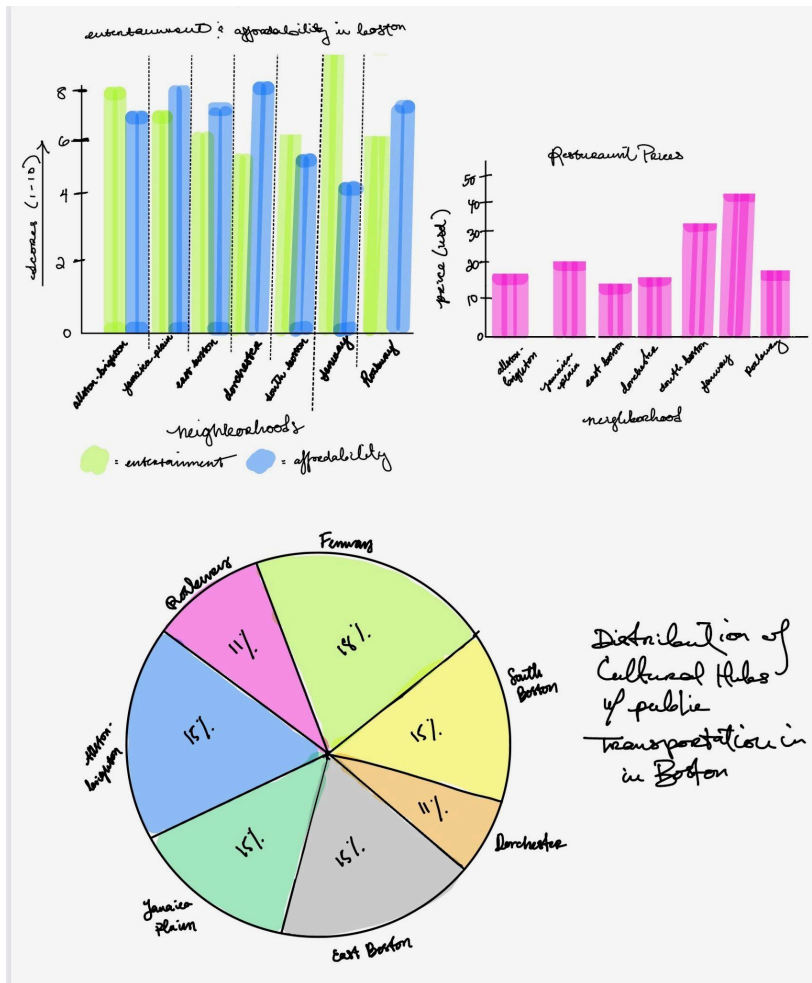 entertainment & affordability in boston
scores (1-10)
8
6
4
2
0
allston-brighton
jamaica-plain
east boston
dorchester
south boston
fenway
Roxbury
neighborhoods
= entertainment
= affordability
Restaurant Prices
price (usd)
50
40
30
20
10
0
allston-
brighton
jamaica
plain
east boston
dorchester
south boston
fenway
neighborhood
Fenway
18%.
South
Boston
15%.
11%.
Dorchester
15%.
East Boston
15%.
Jamaica
Plain
15%.
Allston-
brighton
11%.
Distribution of
Cultural Hubs
w/ public
Transportation in
in Boston